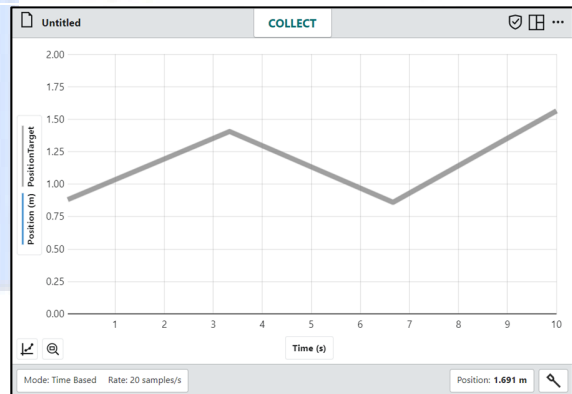 Untitled
COLLECT
2.00
1.75
1.50
1.25
1.00
0.75
0.50
0.25
0.00
Position (m) PositionTarget
1 2 3 4 5 6 7 8 9 10
Time (s)
Mode: Time Based Rate: 20 samples/s
Position: 1.691 m